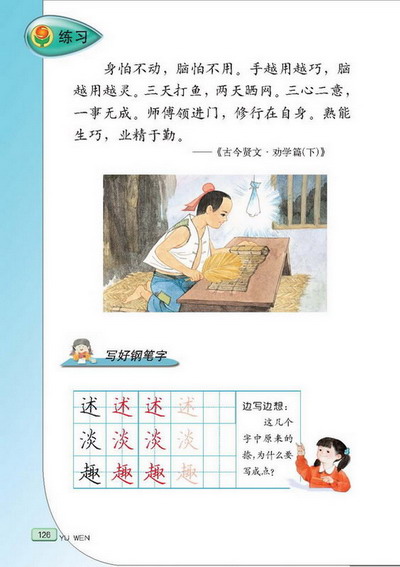 练习
身怕不动，脑怕不用。手越用越巧，脑
越用越灵。三天打鱼，两天晒网。三心二意，
一事无成。师傅领进门，修行在自身。熟能
生巧，业精于勤。
——《古今贤文·劝学篇(下)》
写好钢笔字
述 述 述 述
淡 淡 淡 淡
趣 趣 趣 趣
边写边想：
这几个
字中原来的
捺，为什么要
写成点？
126 YU WEN